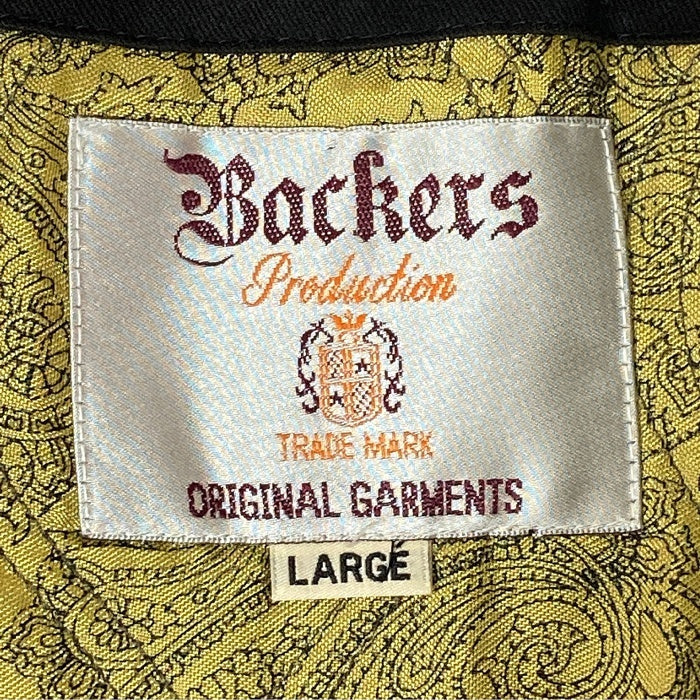 Backers
Production
TRADE MARK
ORIGINAL GARMENTS
LARGE